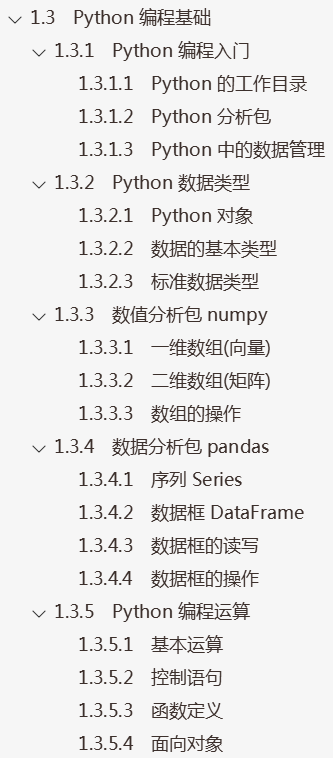 1.3 Python 编程基础
1.3.1 Python 编程入门
1.3.1.1 Python 的工作目录
1.3.1.2 Python 分析包
1.3.1.3 Python 中的数据管理
1.3.2 Python 数据类型
1.3.2.1 Python 对象
1.3.2.2 数据的基本类型
1.3.2.3 标准数据类型
1.3.3 数值分析包 numpy
1.3.3.1 一维数组(向量)
1.3.3.2 二维数组(矩阵)
1.3.3.3 数组的操作
1.3.4 数据分析包 pandas
1.3.4.1 序列 Series
1.3.4.2 数据框 DataFrame
1.3.4.3 数据框的读写
1.3.4.4 数据框的操作
1.3.5 Python 编程运算
1.3.5.1 基本运算
1.3.5.2 控制语句
1.3.5.3 函数定义
1.3.5.4 面向对象